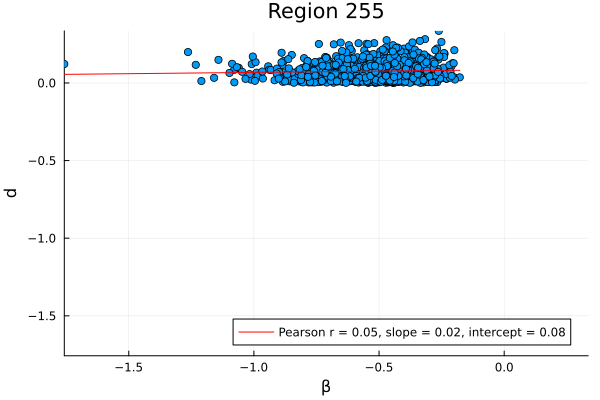 Region 255
0.0
−0.5
−1.0
−1.5
d
Pearson r = 0.05, slope = 0.02, intercept = 0.08
−1.5 −1.0 −0.5 0.0
β